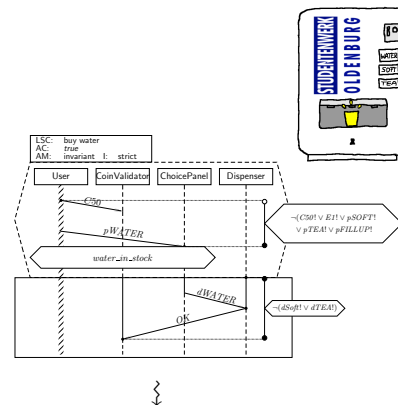 STUDENTENWERK
OLDENBURG
WATER
SOFT
TEA
LSC: buy water
AC: true
AM: invariant I: strict
User CoinValidator ChoicePanel Dispenser
C50
pWATER
¬(C50! ∨ E1! ∨ pSOFT!
∨ pTEA! ∨ pFILLUP!
water_in_stock
dWATER
OK
¬(dSoft! ∨ dTEA!)